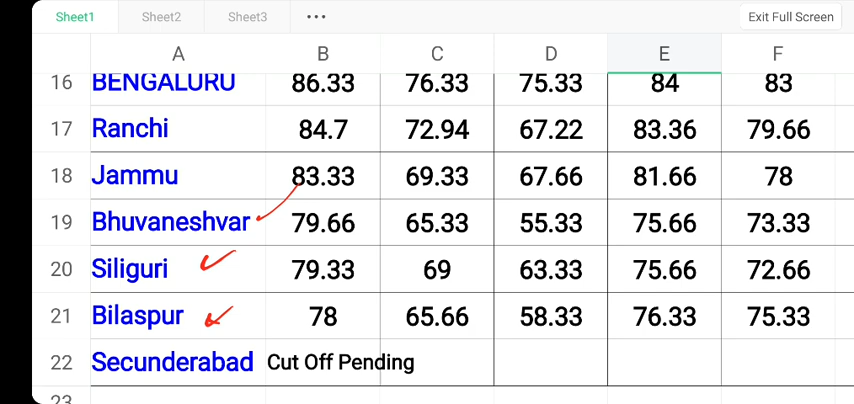 Sheet1 Sheet2 Sheet3 ••• Exit Full Screen
A B C D E F
16 BENGALURU 86.33 76.33 75.33 84 83
17 Ranchi 84.7 72.94 67.22 83.36 79.66
18 Jammu 83.33 69.33 67.66 81.66 78
19 Bhuvaneshvar 79.66 65.33 55.33 75.66 73.33
20 Siliguri 79.33 69 63.33 75.66 72.66
21 Bilaspur 78 65.66 58.33 76.33 75.33
22 Secunderabad Cut Off Pending
23